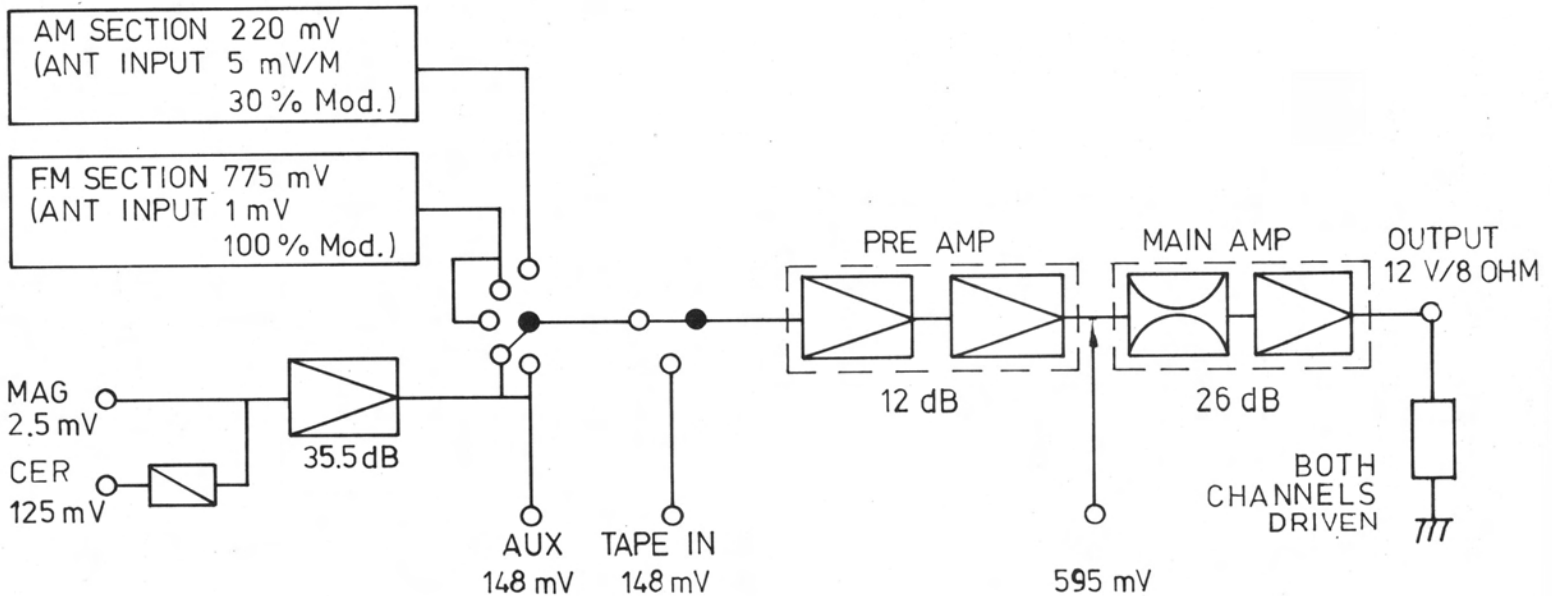 AM SECTION 220 mV
(ANT INPUT 5 mV/M
30% Mod.)
FM SECTION 775 mV
(ANT INPUT 1 mV
100% Mod.)
MAG
2.5 mV
CER
125 mV
35.5 dB
AUX
148 mV
TAPE IN
148 mV
PRE AMP
12 dB
595 mV
MAIN AMP
26 dB
OUTPUT
12 V/8 OHM
BOTH
CHANNELS
DRIVEN